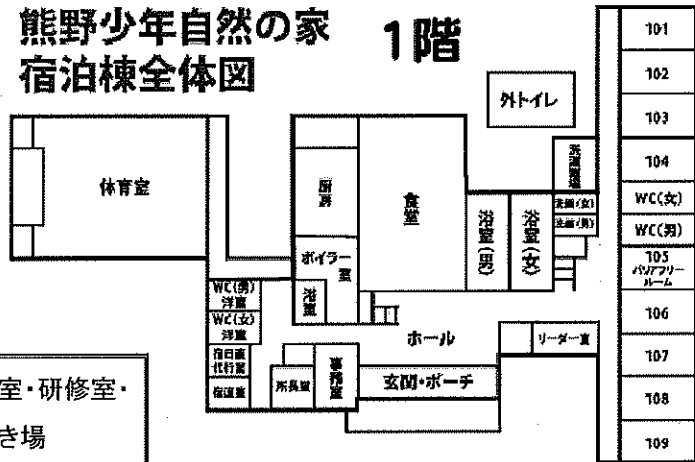 熊野少年自然の家
宿泊棟全体図
1階
外トイレ
体育室
厨房
食堂
ボイラー
室
浴室
浴室(男)
浴室(女)
洗面(女)
洗面(男)
WC(男)
洋室
WC(女)
洋室
宿日直
代行室
宿直室
所長室
事務室
ホール
玄関・ポーチ
リーダー室
101
102
103
104
WC(女)
WC(男)
105
バリアフリー
ルーム
106
107
108
109
室・研修室・
き場